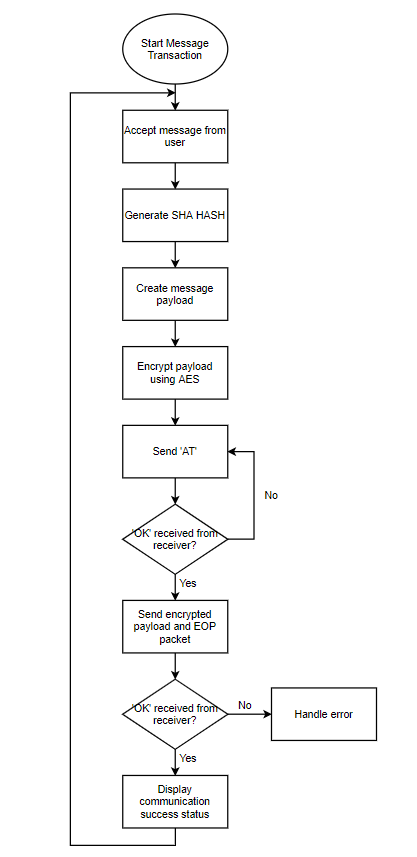 Start Message
Transaction
Accept message from
user
Generate SHA HASH
Create message
payload
Encrypt payload
using AES
Send 'AT'
No
'OK' received from
receiver?
Yes
Send encrypted
payload and EOP
packet
'OK' received from
receiver?
No
Handle error
Yes
Display
communication
success status